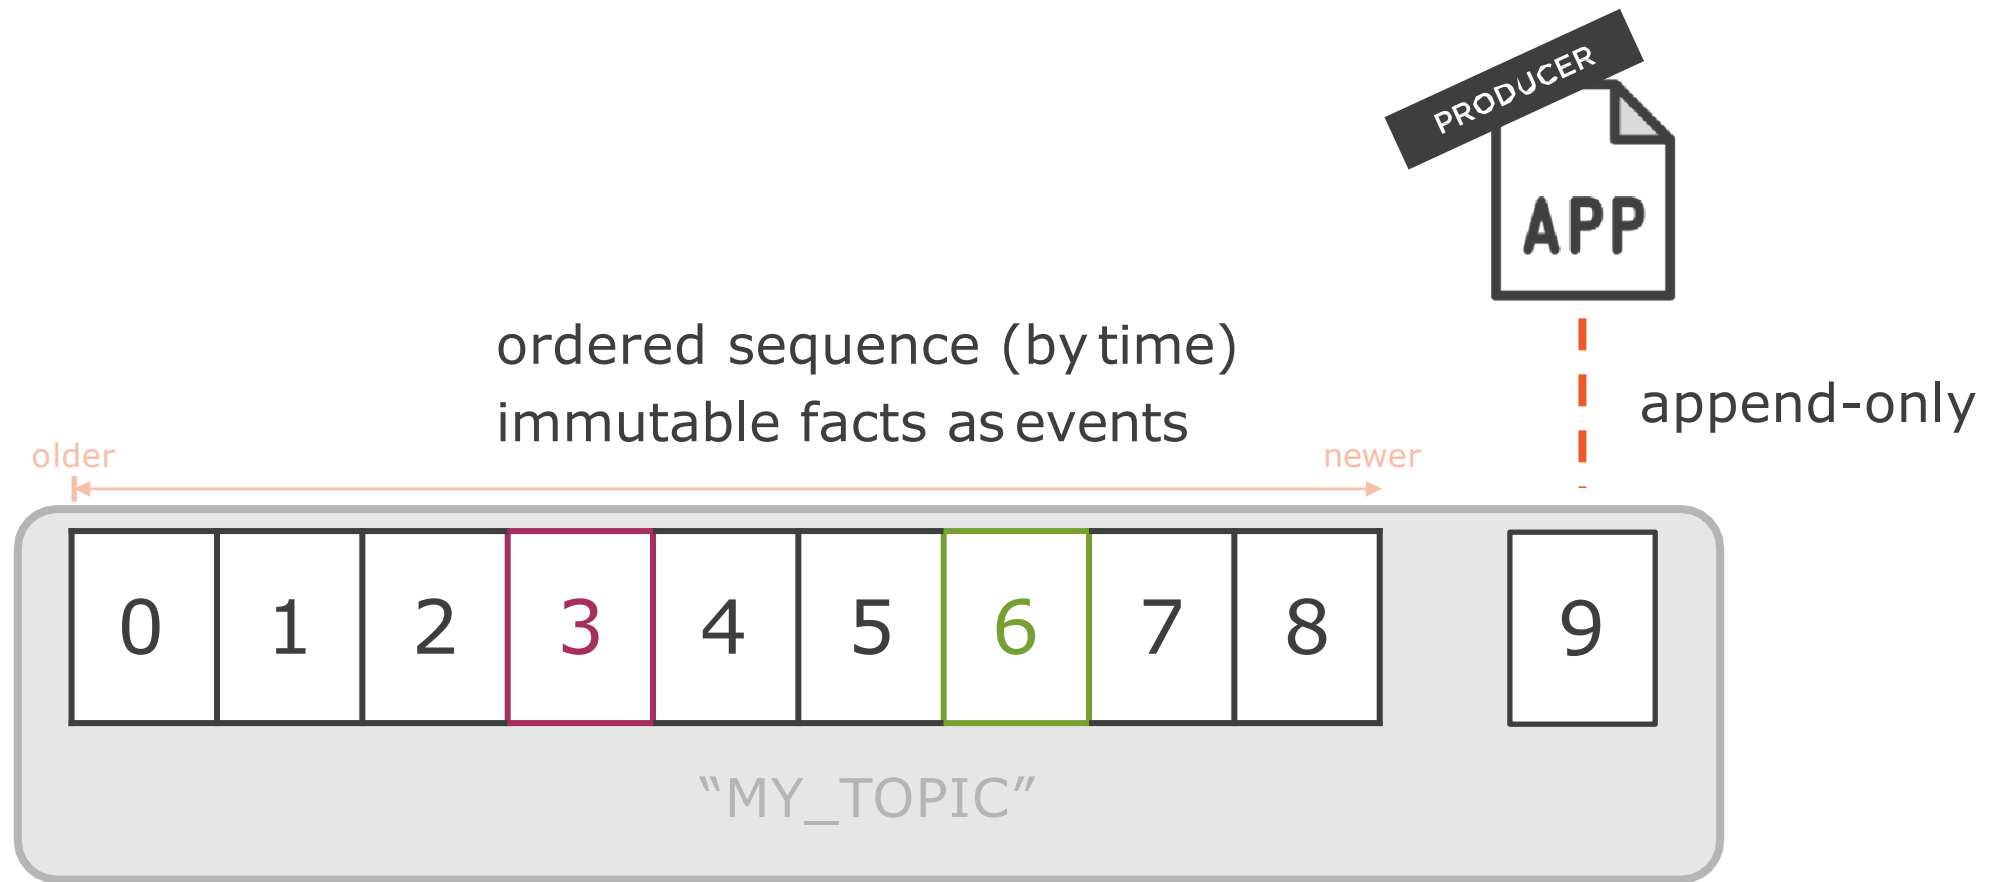 PRODUCER
APP
ordered sequence (by time)
immutable facts as events
append-only
older
newer
0 1 2 3 4 5 6 7 8 9
“MY_TOPIC”